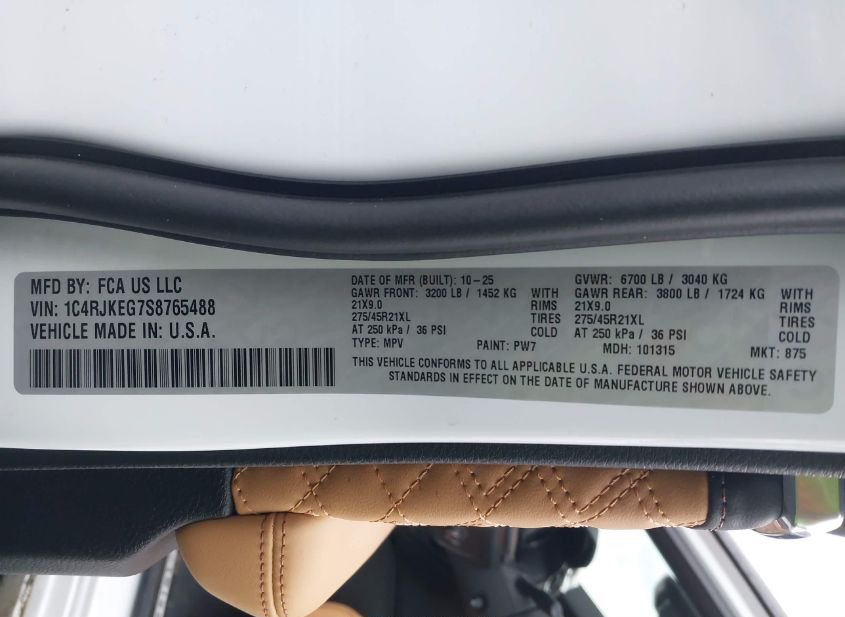 MFD BY: FCA US LLC
VIN: 1C4RJKEG7S8765488
VEHICLE MADE IN: U.S.A.
DATE OF MFR (BUILT): 10-25
GAWR FRONT: 3200 LB / 1452 KG WITH
21X9.0 RIMS
275/45R21XL TIRES
AT 250 kPa / 36 PSI COLD
TYPE: MPV PAINT: PW7
GVWR: 6700 LB / 3040 KG
GAWR REAR: 3800 LB / 1724 KG WITH
21X9.0 RIMS
275/45R21XL TIRES
AT 250 kPa / 36 PSI COLD
MDH: 101315 MKT: 875
THIS VEHICLE CONFORMS TO ALL APPLICABLE U.S.A. FEDERAL MOTOR VEHICLE SAFETY
STANDARDS IN EFFECT ON THE DATE OF MANUFACTURE SHOWN ABOVE.